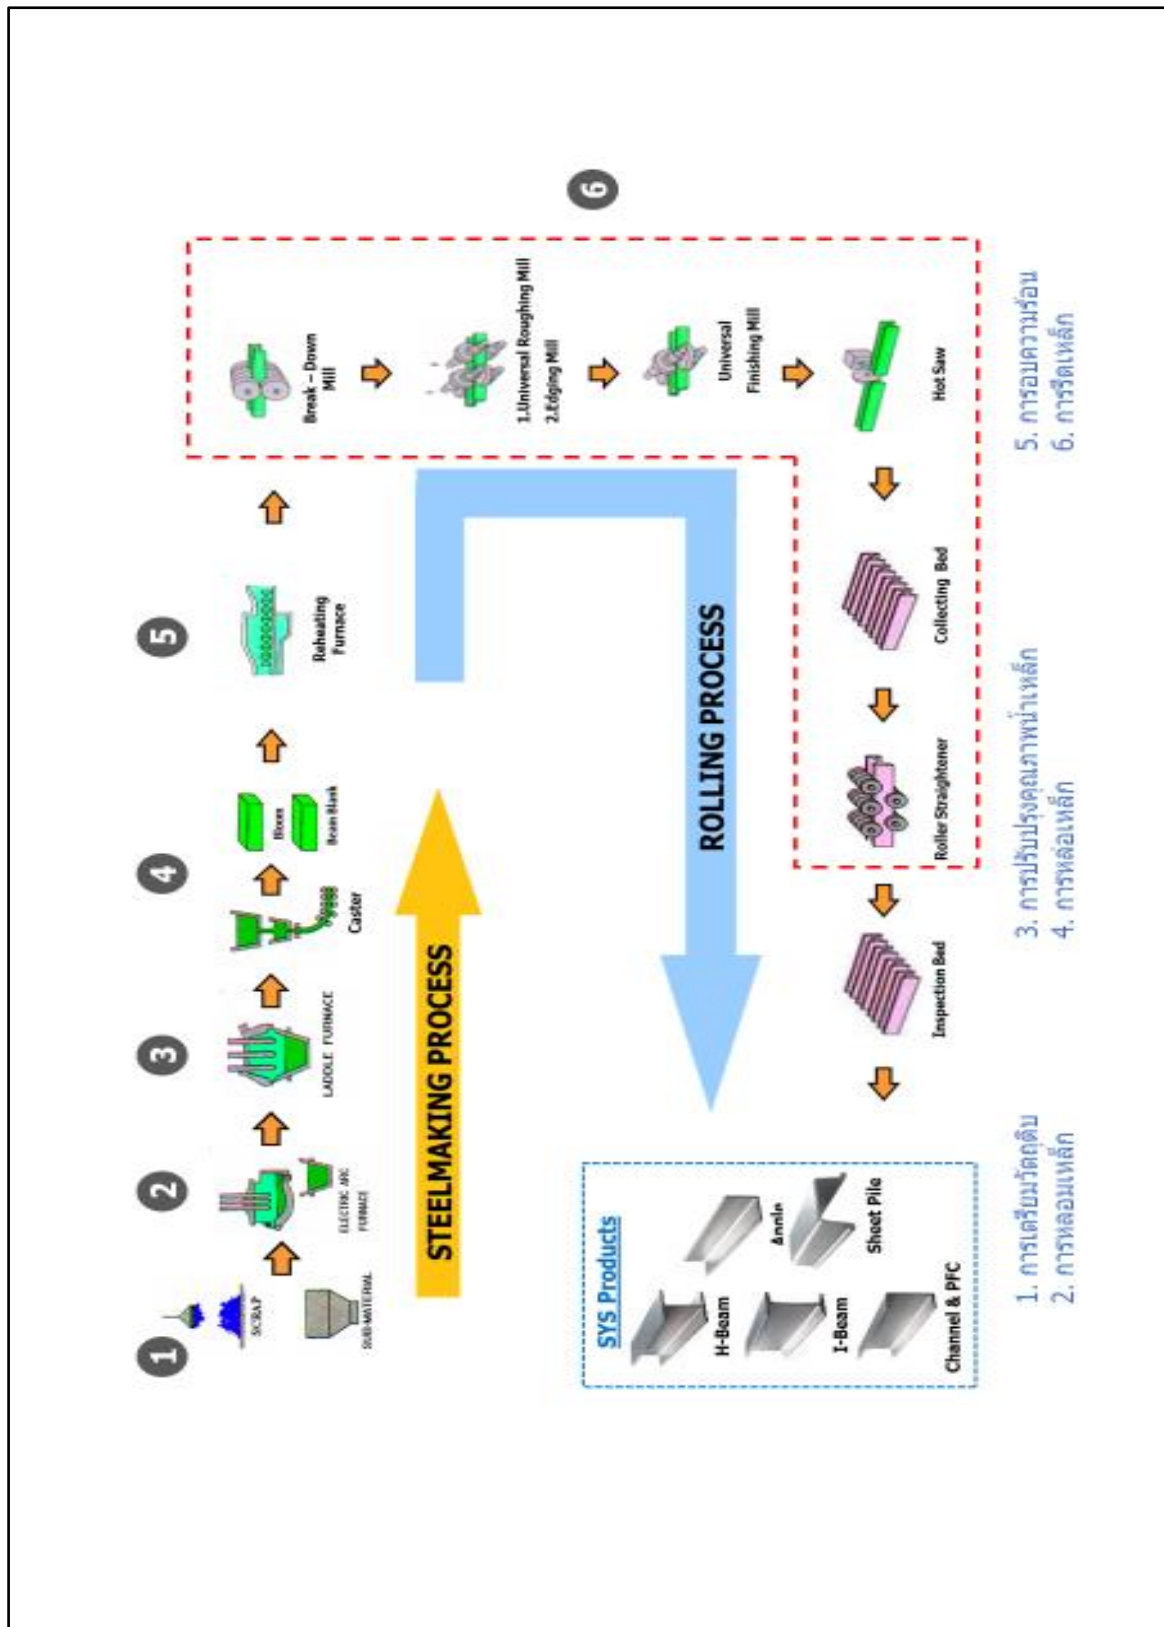 1
2
3
4
5
6
SCRAP
SUB-MATERIAL
ELECTRIC ARC
FURNACE
LADDLE FURNACE
Caster
Bloom
Beam Blank
Reheating
Furnace
Break – Down
Mill
1.Universal Roughing Mill
2.Edging Mill
Universal
Finishing Mill
Hot Saw
Collecting Bed
Roller Straightener
Inspection Bed
STEELMAKING PROCESS
ROLLING PROCESS
SYS Products
H-Beam
Angle
I-Beam
Sheet Pile
Channel & PFC
1. การเตรียมวัตถุดิบ
2. การหลอมเหล็ก
3. การปรับปรุงคุณภาพน้ำเหล็ก
4. การหล่อเหล็ก
5. การอบความร้อน
6. การรีดเหล็ก